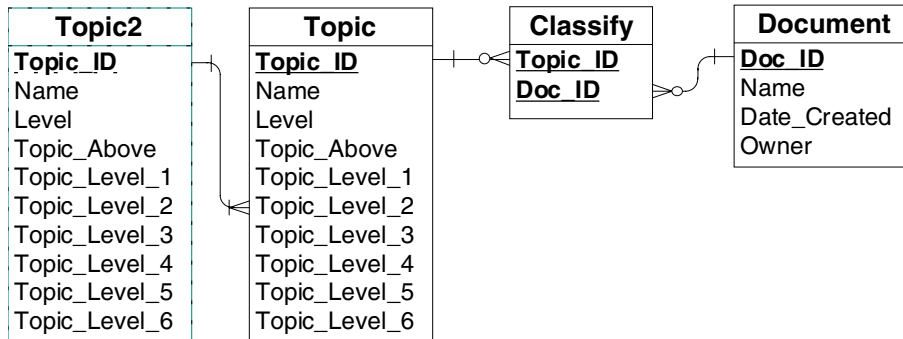 Topic2
Topic_ID
Name
Level
Topic_Above
Topic_Level_1
Topic_Level_2
Topic_Level_3
Topic_Level_4
Topic_Level_5
Topic_Level_6
Topic
Topic_ID
Name
Level
Topic_Above
Topic_Level_1
Topic_Level_2
Topic_Level_3
Topic_Level_4
Topic_Level_5
Topic_Level_6
Classify
Topic_ID
Doc_ID
Document
Doc_ID
Name
Date_Created
Owner